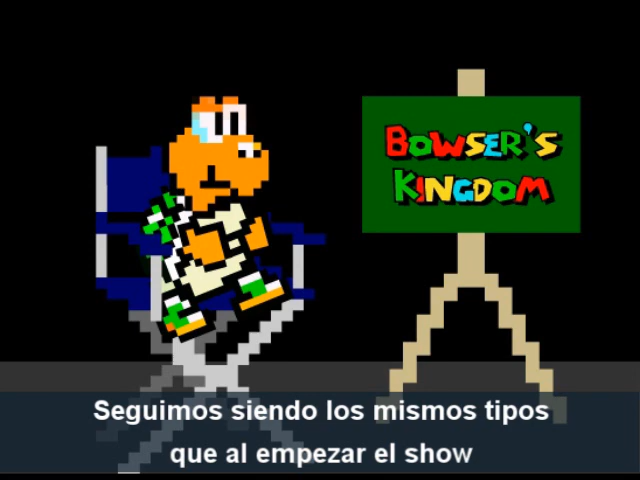 BOWSER'S
KINGDOM
Seguimos siendo los mismos tipos
que al empezar el show